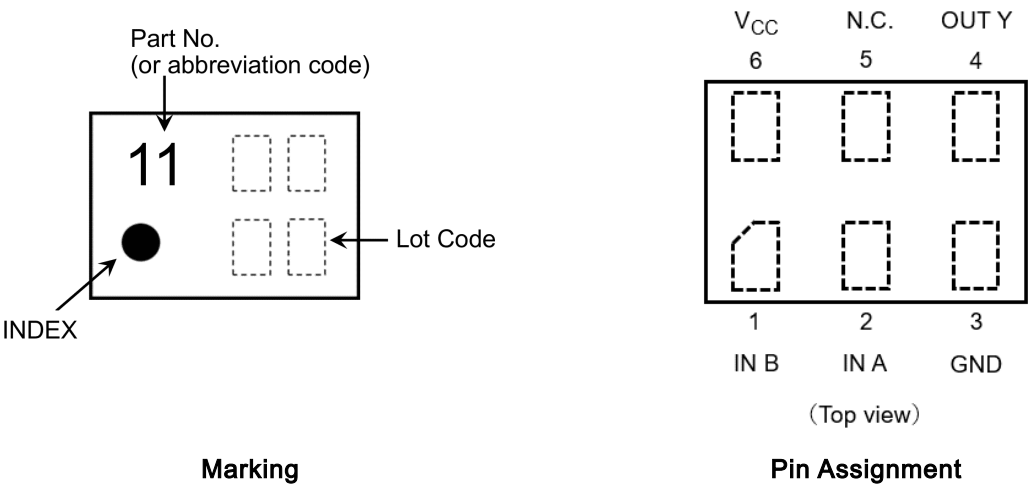 Part No.
(or abbreviation code)
11
Lot Code
INDEX
Marking
VCC N.C. OUT Y
6 5 4
1 2 3
IN B IN A GND
（Top view）
Pin Assignment